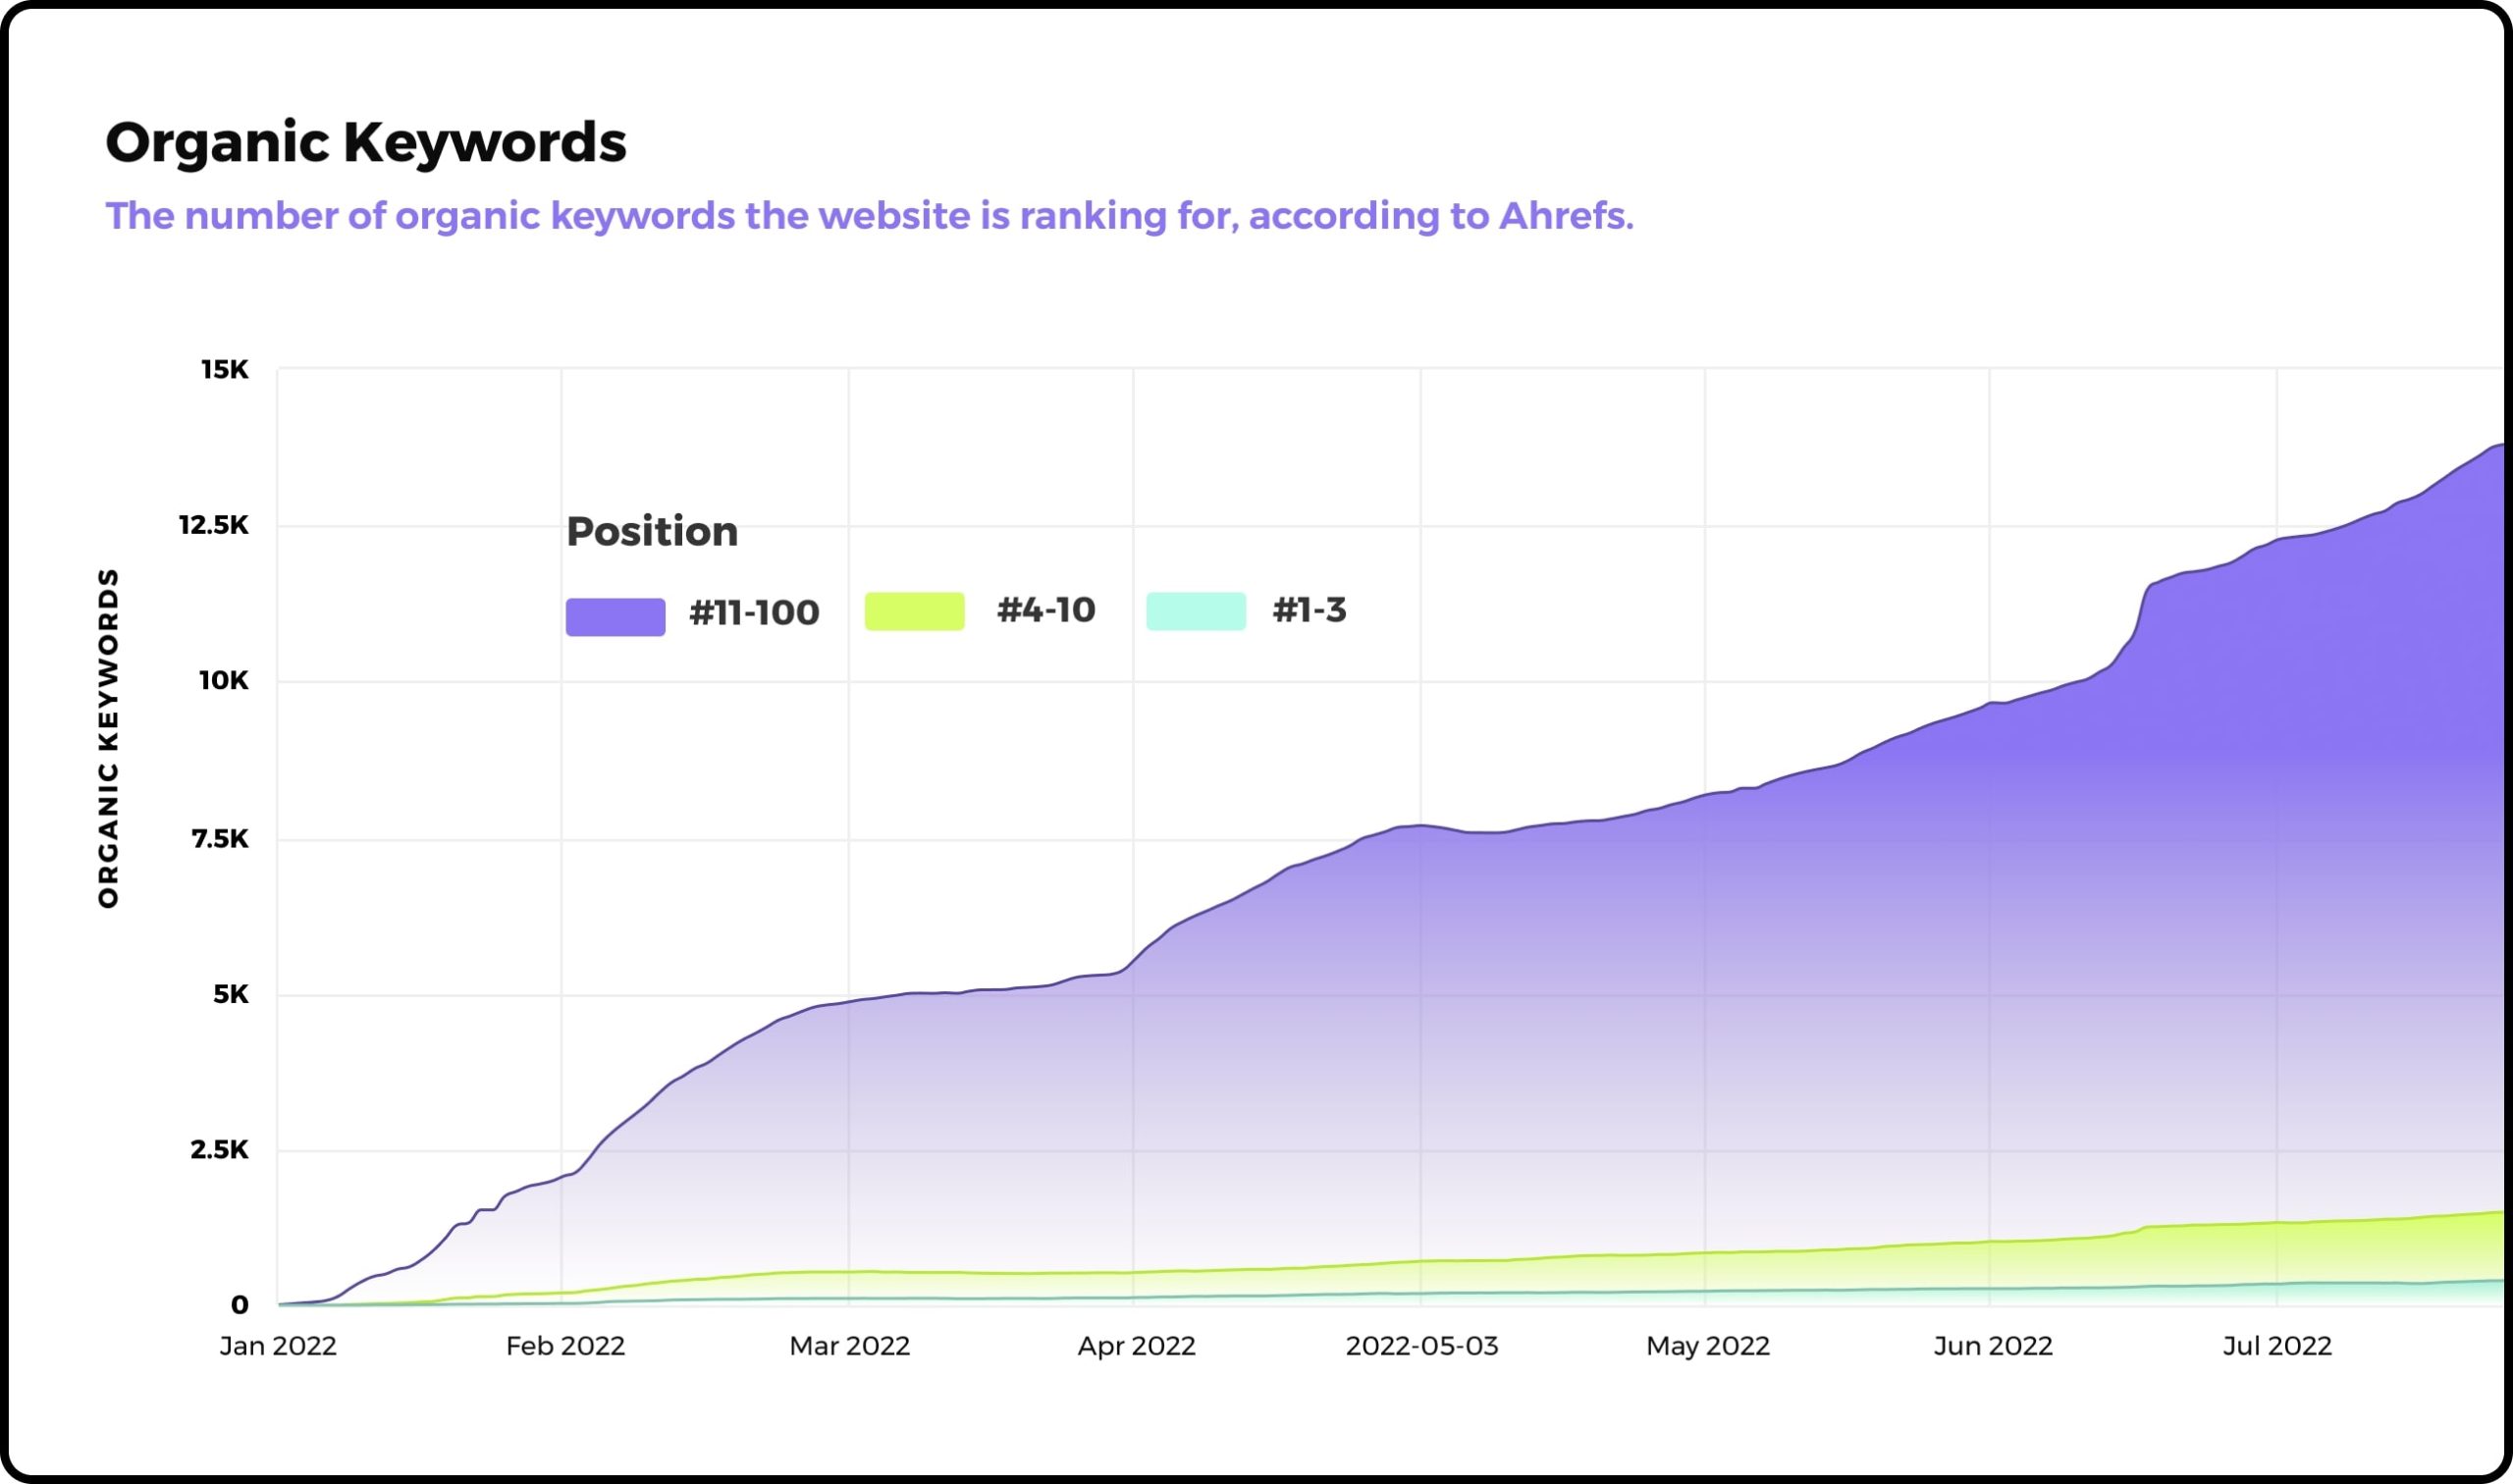 Organic Keywords
The number of organic keywords the website is ranking for, according to Ahrefs.
15K
12.5K
10K
7.5K
5K
2.5K
0
ORGANIC KEYWORDS
Position
#11-100 #4-10 #1-3
Jan 2022 Feb 2022 Mar 2022 Apr 2022 2022-05-03 May 2022 Jun 2022 Jul 2022